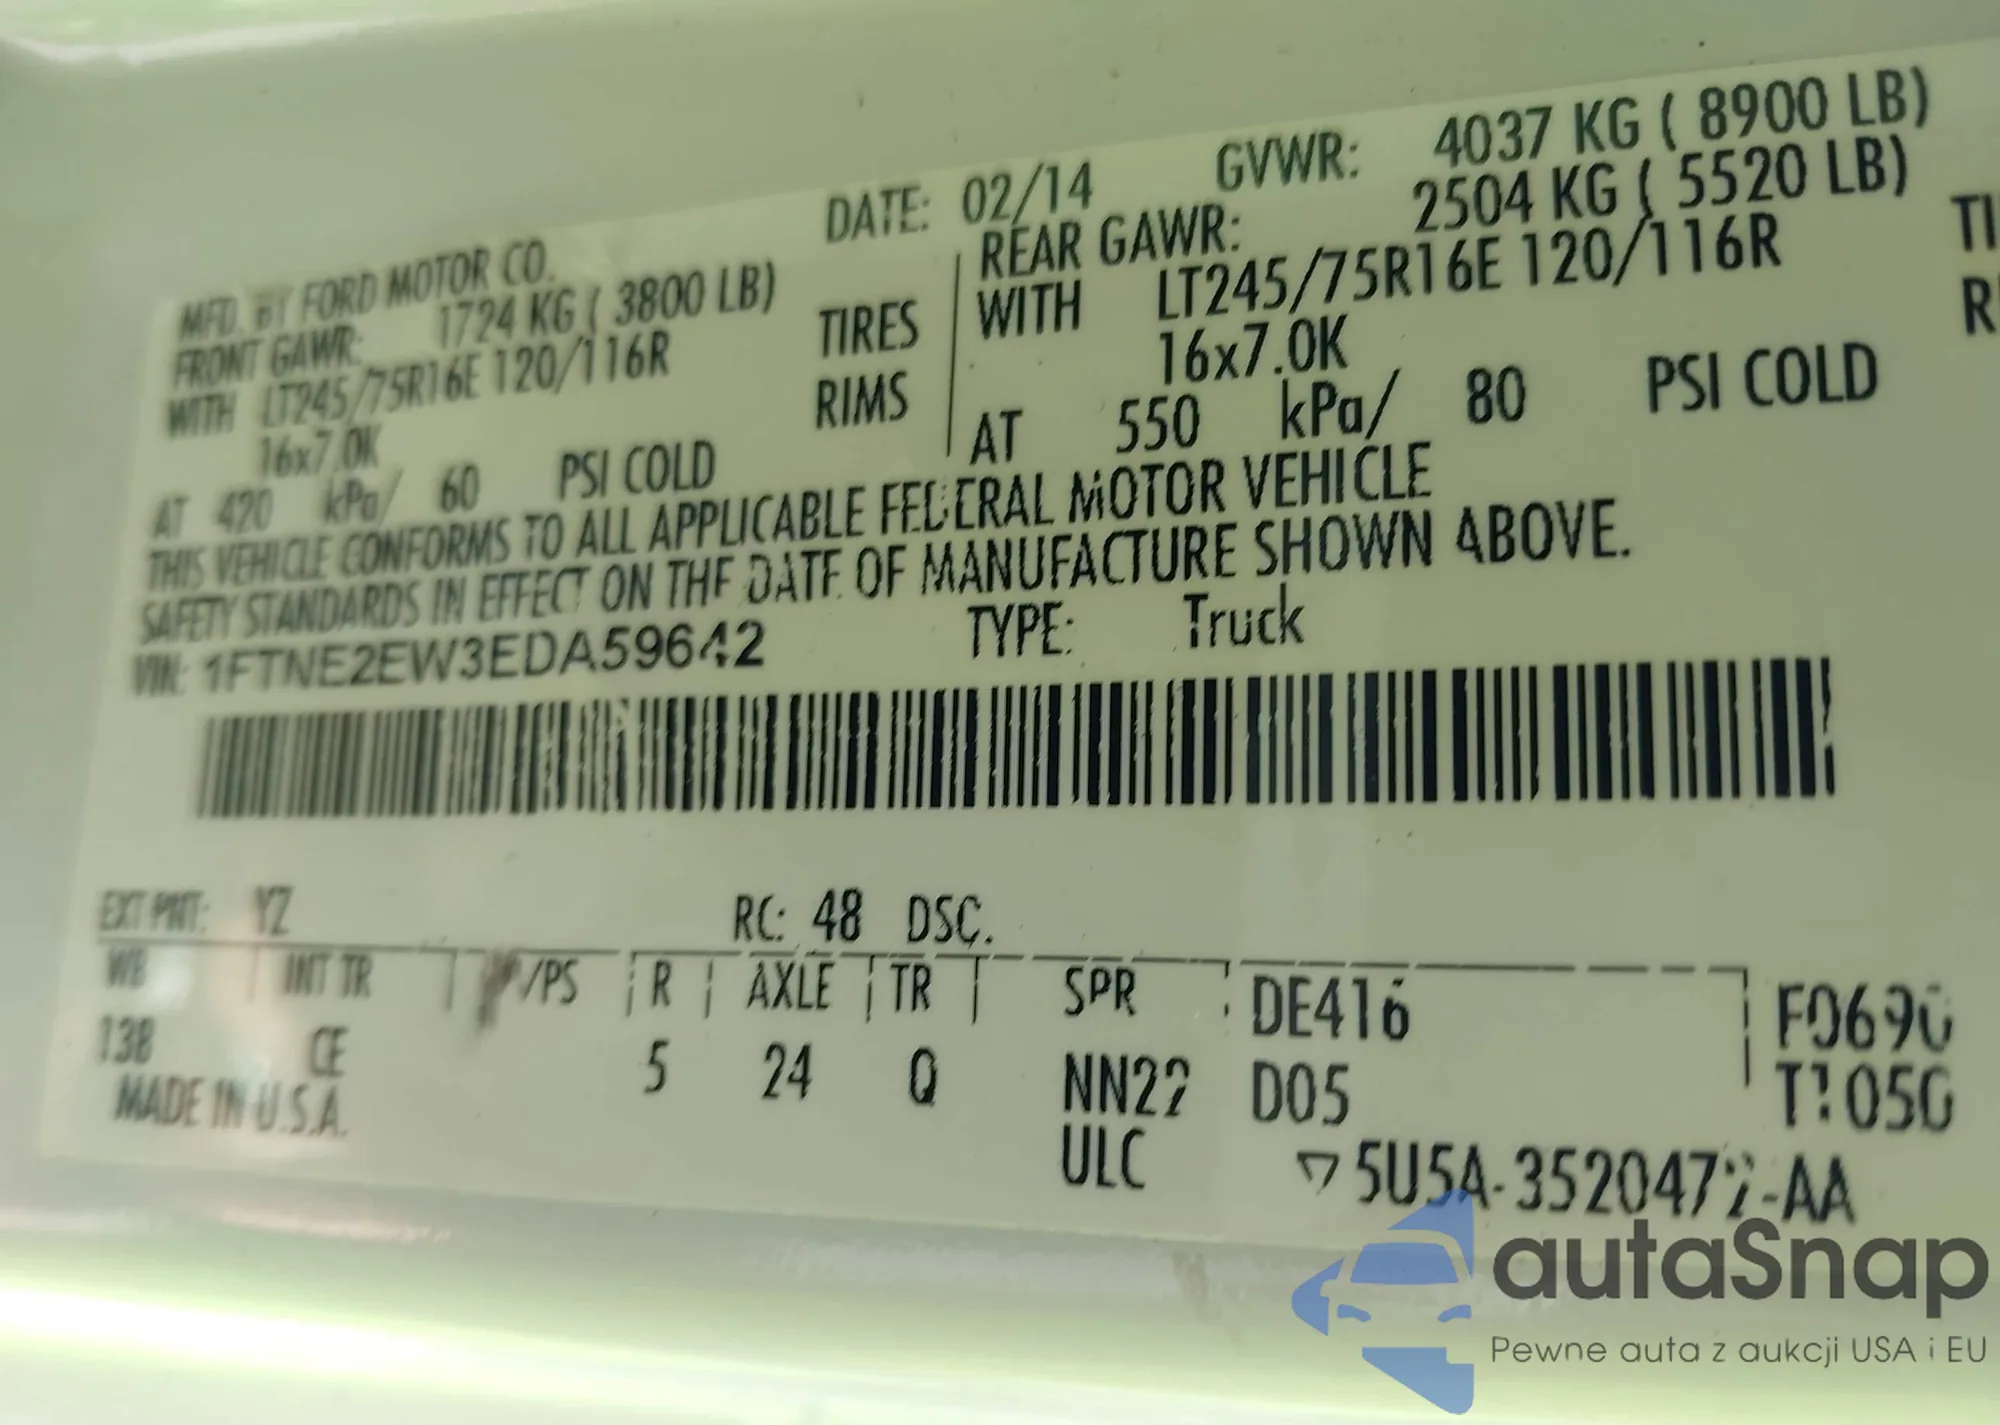 MFD. BY FORD MOTOR CO. DATE: 02/14 GVWR: 4037 KG ( 8900 LB)
FRONT GAWR: 1724 KG ( 3800 LB) REAR GAWR: 2504 KG ( 5520 LB)
WITH LT245/75R16E 120/116R TIRES WITH LT245/75R16E 120/116R TI
16x7.0K RIMS 16x7.0K R
AT 420 kPa/ 60 PSI COLD AT 550 kPa/ 80 PSI COLD
THIS VEHICLE CONFORMS TO ALL APPLICABLE FEDERAL MOTOR VEHICLE
SAFETY STANDARDS IN EFFECT ON THE DATE OF MANUFACTURE SHOWN ABOVE.
VIN: 1FTNE2EW3EDA59642 TYPE: Truck
EXT PNT: YZ RC: 48 DSC.
WB INT TR /PS R AXLE TR SPR DE416
138 CE 5 24 Q NN22 D05
MADE IN U.S.A. ULC
autaSnap
Pewne auta z aukcji USA i EU